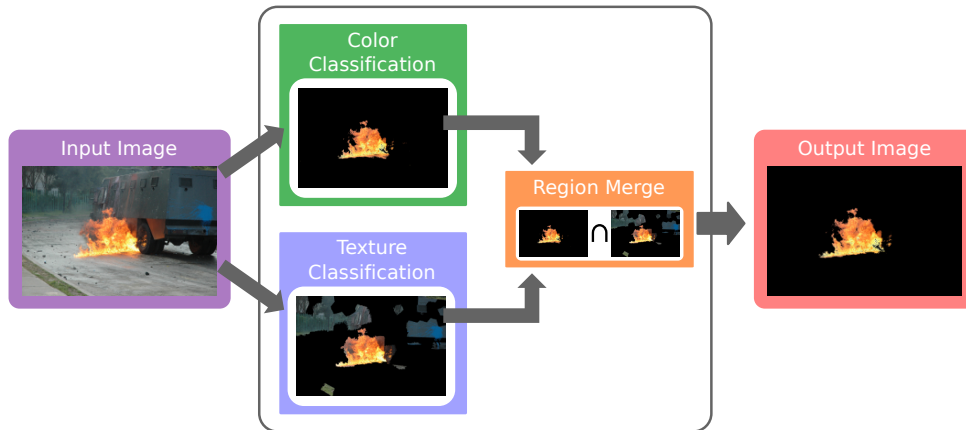 Input Image
Color
Classification
Texture
Classification
Region Merge
∩
Output Image